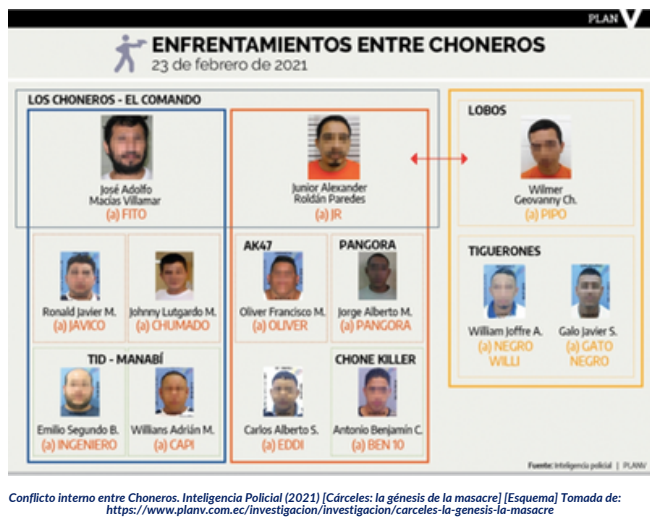 PLAN V
ENFRENTAMIENTOS ENTRE CHONEROS
23 de febrero de 2021
LOS CHONEROS - EL COMANDO
José Adolfo
Macías Villamar
(a) FITO
Junior Alexander
Roldán Paredes
(a) JR
LOBOS
Wilmer
Geovanny Ch.
(a) PIPO
Ronald Javier M.
(a) JAVICO
Johnny Lutgardo M.
(a) CHUMADO
AK47
Oliver Francisco M.
(a) OLIVER
PANGORA
Jorge Alberto M.
(a) PANGORA
TIGUERONES
William Joffre A.
(a) NEGRO
WILLI
Galo Javier S.
(a) GATO
NEGRO
TID - MANABÍ
Emilio Segundo B.
(a) INGENIERO
Willians Adrián M.
(a) CAPI
Carlos Alberto S.
(a) EDDI
CHONE KILLER
Antonio Benjamín C.
(a) BEN 10
Fuente: Inteligencia policial | PLANV
Conflicto interno entre Choneros. Inteligencia Policial (2021) [Cárceles: la génesis de la masacre] [Esquema] Tomada de:
https://www.planv.com.ec/investigacion/investigacion/carceles-la-genesis-la-masacre